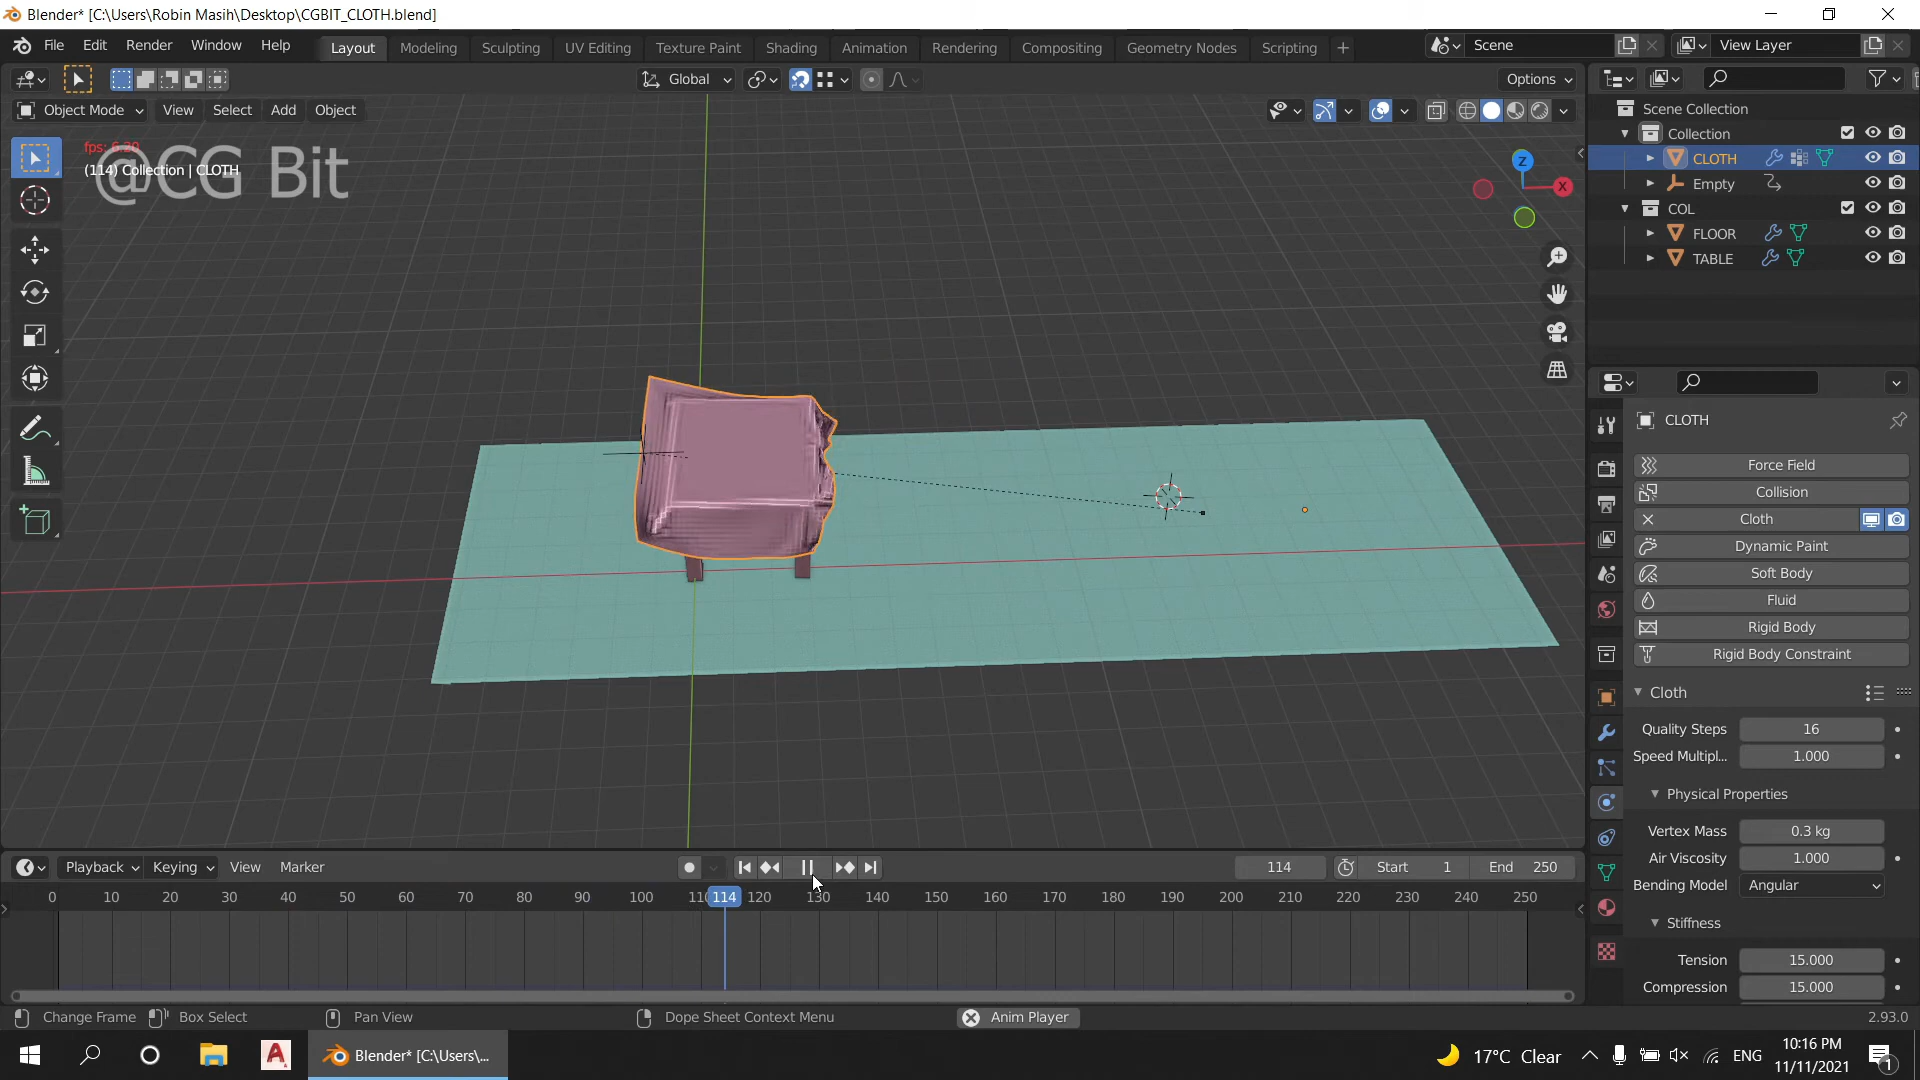 Blender* [C:\Users\Robin Masih\Desktop\CGBIT_CLOTH.blend]
File Edit Render Window Help Layout Modeling Sculpting UV Editing Texture Paint Shading Animation Rendering Compositing Geometry Nodes Scripting + Scene View Layer
Global Options
Object Mode View Select Add Object
Scene Collection
Collection
CLOTH
Empty
COL
FLOOR
TABLE
fps: 6.20
@CG Bit
(114) Collection | CLOTH
Z
X
CLOTH
Force Field
Collision
Cloth
Dynamic Paint
Soft Body
Fluid
Rigid Body
Rigid Body Constraint
Cloth
Quality Steps 16
Speed Multipl... 1.000
Physical Properties
Vertex Mass 0.3 kg
Air Viscosity 1.000
Bending Model Angular
Stiffness
Tension 15.000
Compression 15.000
Playback Keying View Marker 114 Start 1 End 250
0 10 20 30 40 50 60 70 80 90 100 110 114 120 130 140 150 160 170 180 190 200 210 220 230 240 250
Change Frame Box Select Pan View Dope Sheet Context Menu Anim Player 2.93.0
Blender* [C:\Users\... 17°C Clear ENG 10:16 PM
11/11/2021
1